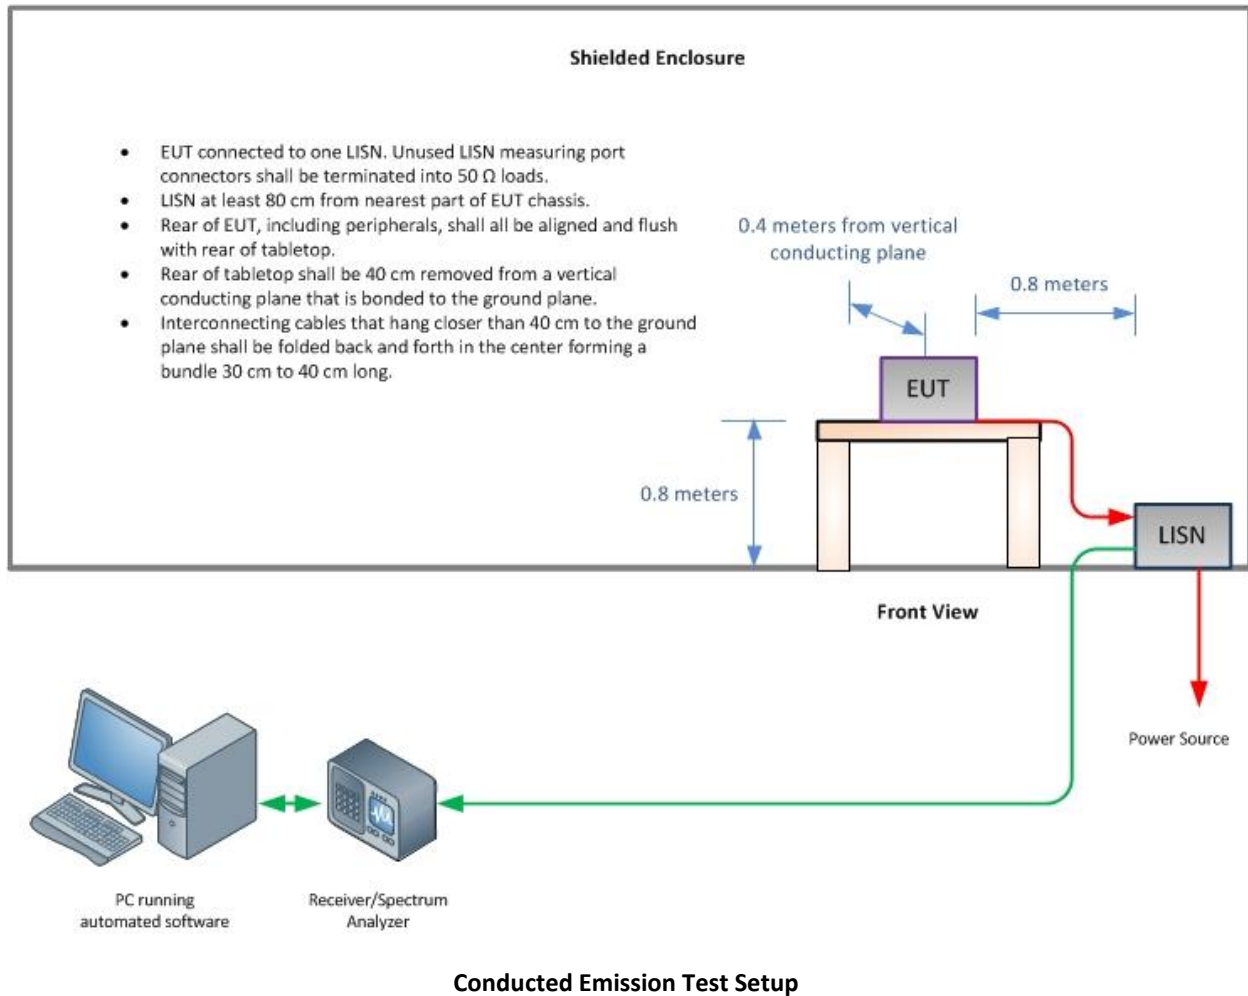 Shielded Enclosure
• EUT connected to one LISN. Unused LISN measuring port
connectors shall be terminated into 50 Ω loads.
• LISN at least 80 cm from nearest part of EUT chassis.
• Rear of EUT, including peripherals, shall all be aligned and flush
with rear of tabletop.
• Rear of tabletop shall be 40 cm removed from a vertical
conducting plane that is bonded to the ground plane.
• Interconnecting cables that hang closer than 40 cm to the ground
plane shall be folded back and forth in the center forming a
bundle 30 cm to 40 cm long.
0.4 meters from vertical
conducting plane
0.8 meters
EUT
0.8 meters
LISN
Front View
Power Source
PC running
automated software
Receiver/Spectrum
Analyzer
Conducted Emission Test Setup